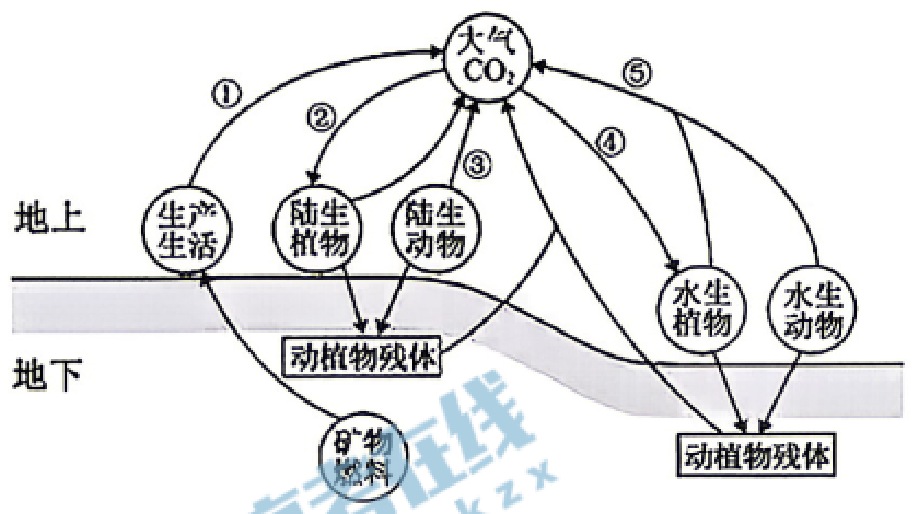 大气
CO₂
①
②
③
④
⑤
地上
生产
生活
陆生
植物
陆生
动物
水生
植物
水生
动物
动植物残体
地下
矿物
燃料
动植物残体
kzx